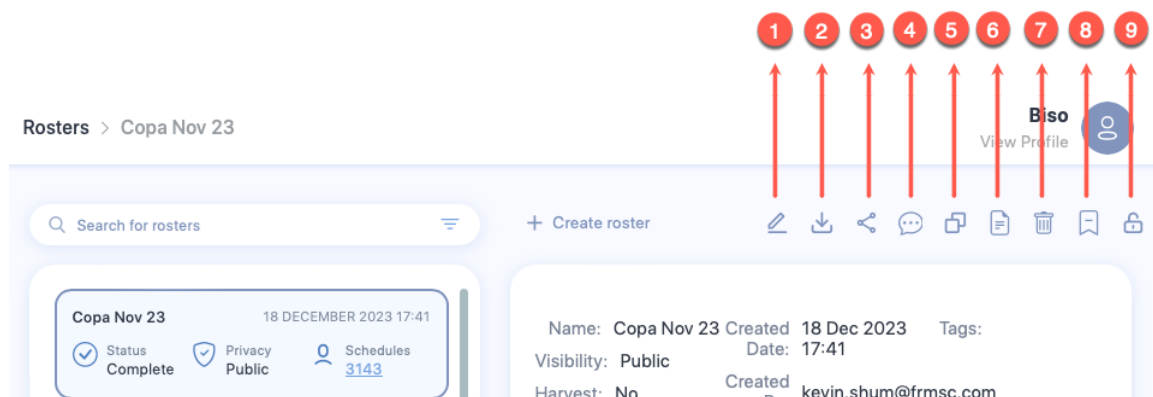 1 2 3 4 5 6 7 8 9
Biso
Rosters > Copa Nov 23
View Profile
Search for rosters
+ Create roster
Copa Nov 23 18 DECEMBER 2023 17:41
Status Privacy Schedules
Complete Public 3143
Name: Copa Nov 23 Created 18 Dec 2023 Tags:
Date: 17:41
Visibility: Public
Created
Harvest: No kevin.shum@frmsc.com